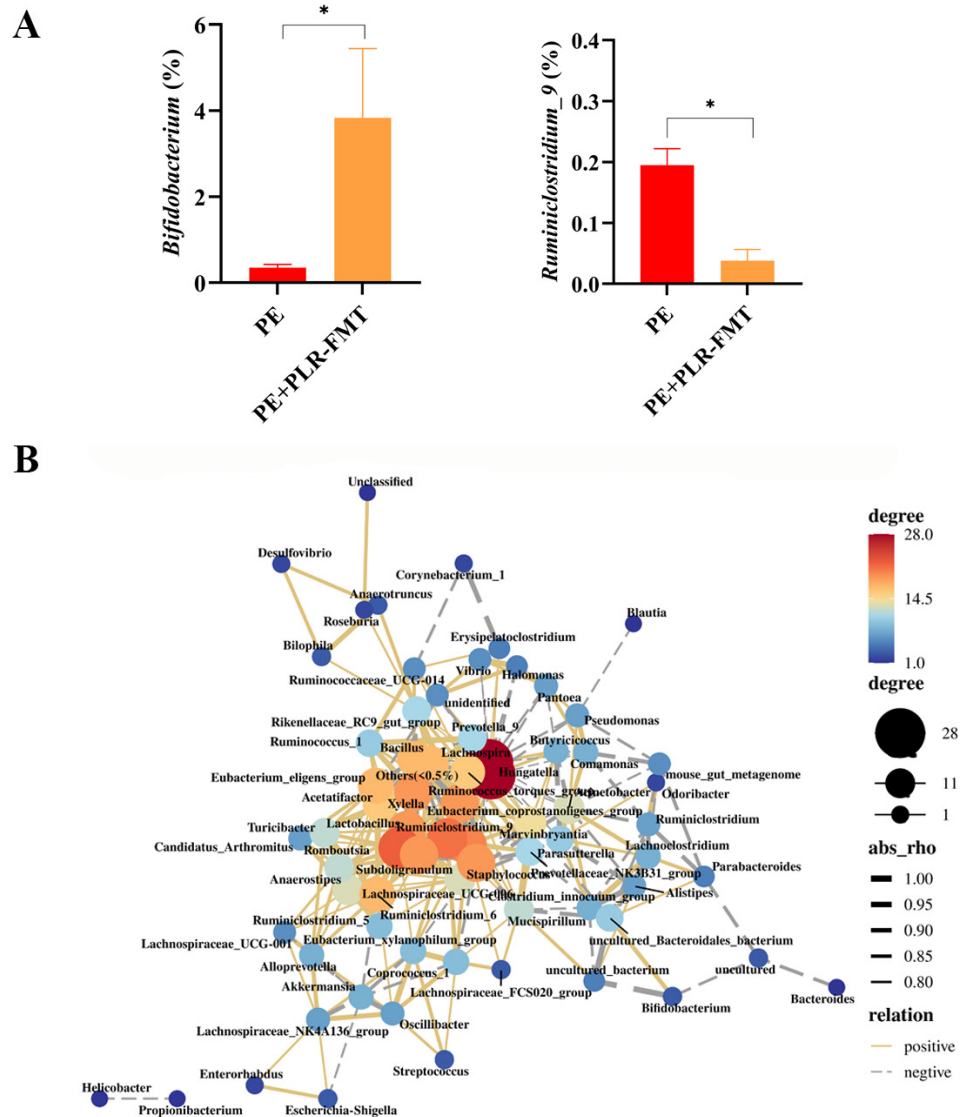 A
Bifidobacterium (%)
6
4
2
0
*
PE
PE+PLR-FMT
Ruminiclostridium_9 (%)
0.4
0.3
0.2
0.1
0.0
*
PE
PE+PLR-FMT
B
Unclassified
Desulfovibrio
Corynebacterium_1
Anaerotruncus
Roseburia
Blautia
Erysipelatoclostridium
Bilophila
Vibrio
Halomonas
Ruminococcaceae_UCG-014
Pantoea
unidentified
Rikenellaceae_RC9_gut_group
Prevotella_9
Pseudomonas
Ruminococcus_1
Bacillus
Butyricicoccus
Lachnospira
Comamonas
Eubacterium_eligens_group
Others(<0.5%)
Hungatella
mouse_gut_metagenome
Ruminococcus_torques_group
Odoribacter
Acetatifactor
Xylella
Eubacterium_coprostanoligenes_group
Lactobacillus
Ruminiclostridium_9
Ruminiclostridium
Turicibacter
Marvinbryantia
Candidatus_Arthromitus
Romboutsia
Parasutterella
Lachnoclostridium
Subdoligranulum
Staphylococcus
Prevotellaceae_NK3B31_group
Parabacteroides
Anaerostipes
Lachnospiraceae_UCG-006
Clostridium_innocuum_group
Alistipes
Ruminiclostridium_5
Ruminiclostridium_6
Mucispirillum
Lachnospiraceae_UCG-001
Eubacterium_xylanophilum_group
uncultured_Bacteroidales_bacterium
Alloprevotella
Coprococcus_1
uncultured_bacterium
uncultured
Akkermansia
Lachnospiraceae_FCS020_group
Bacteroides
Bifidobacterium
Lachnospiraceae_NK4A136_group
Oscillibacter
Streptococcus
Enterorhabdus
Helicobacter
Propionibacterium
Escherichia-Shigella
degree
28.0
14.5
1.0
degree
28
11
1
abs_rho
1.00
0.95
0.90
0.85
0.80
relation
positive
negtive